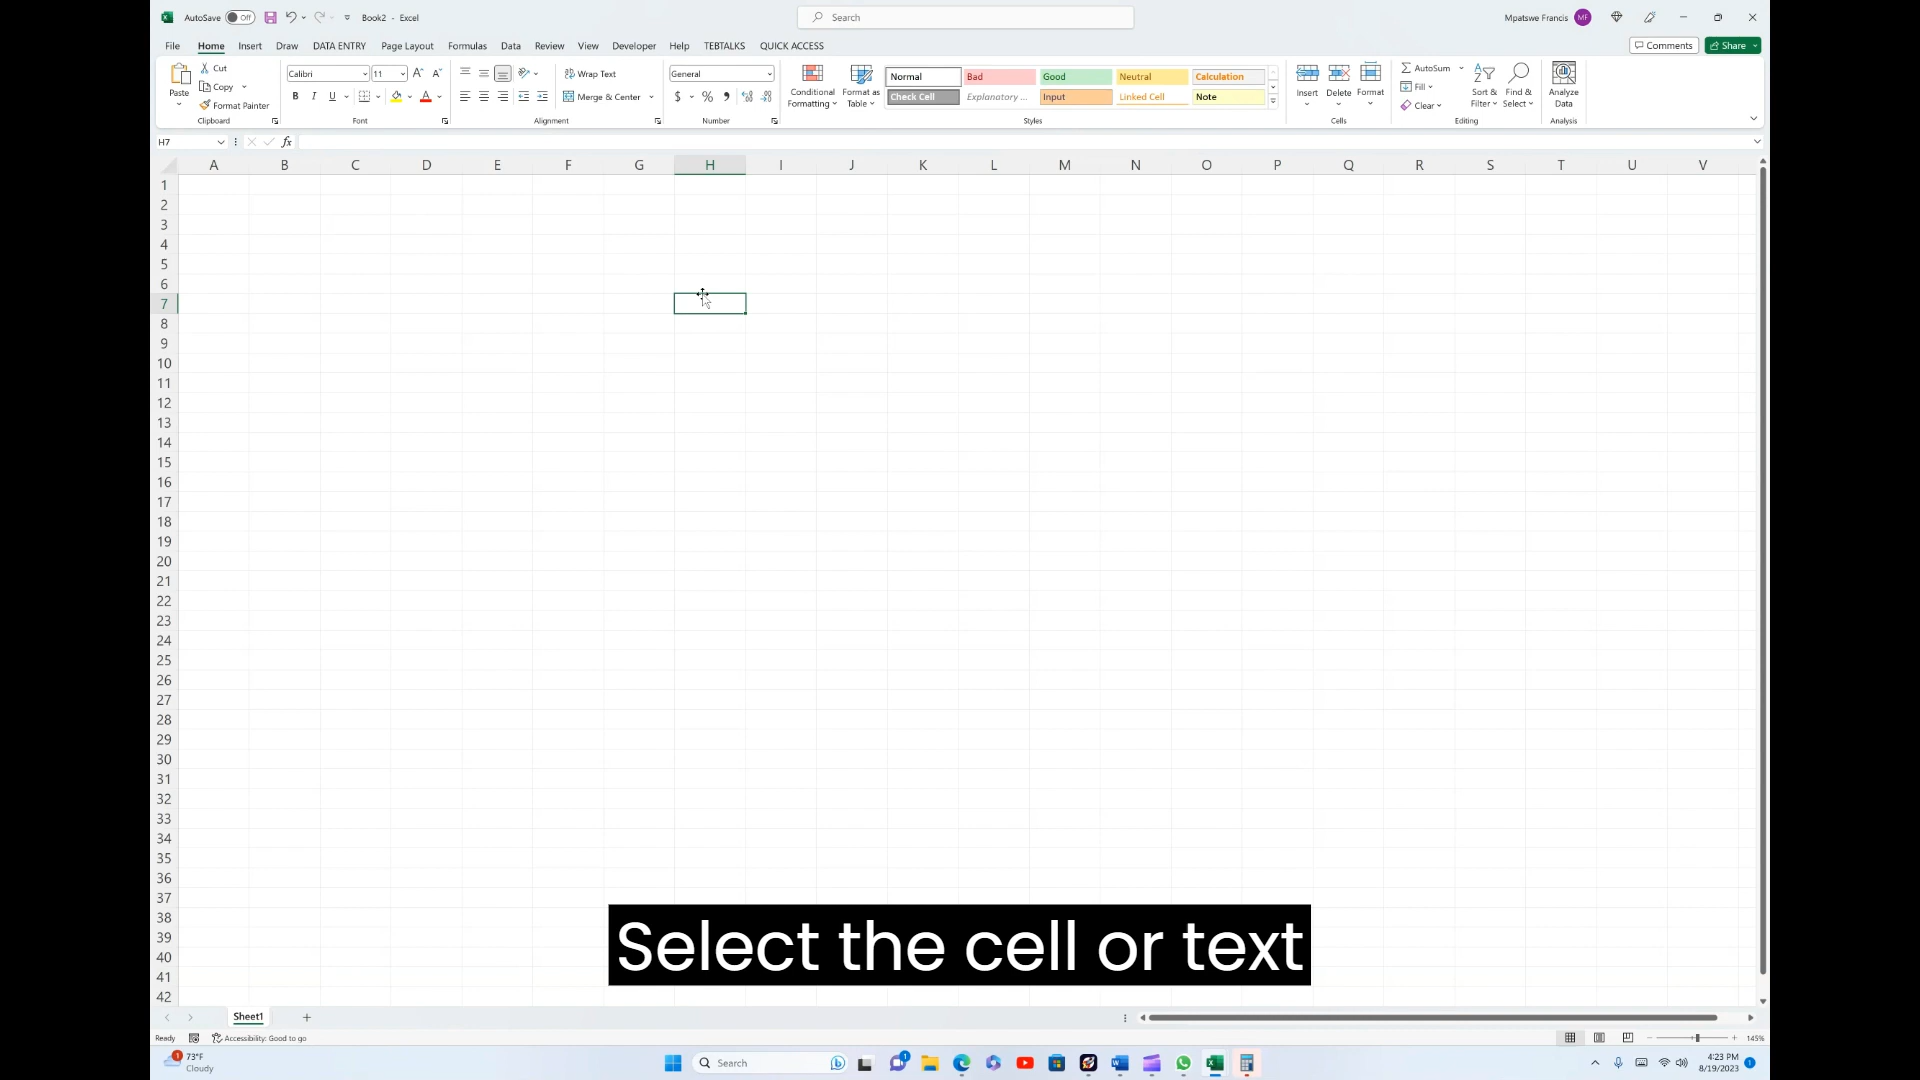 AutoSave Off Book2 - Excel Search Mpatswe Francis MF
File Home Insert Draw DATA ENTRY Page Layout Formulas Data Review View Developer Help TEBTALKS QUICK ACCESS Comments Share
Paste Cut Copy Format Painter Clipboard
Calibri 11 B I U A Font
Wrap Text Merge & Center Alignment
General $ % Number
Conditional Formatting Format as Table
Normal Bad Good Neutral Calculation
Check Cell Explanatory ... Input Linked Cell Note
Styles
Insert Delete Format Cells
AutoSum Fill Clear Sort & Filter Find & Select Editing
Analyze Data Analysis
H7 fx
A B C D E F G H I J K L M N O P Q R S T U V
1
2
3
4
5
6
7
8
9
10
11
12
13
14
15
16
17
18
19
20
21
22
23
24
25
26
27
28
29
30
31
32
33
34
35
36
37
38
39
40
41
42
Select the cell or text
Sheet1
Ready Accessibility: Good to go 145%
1 73°F Cloudy Search 1 4:23 PM 8/19/2023 1